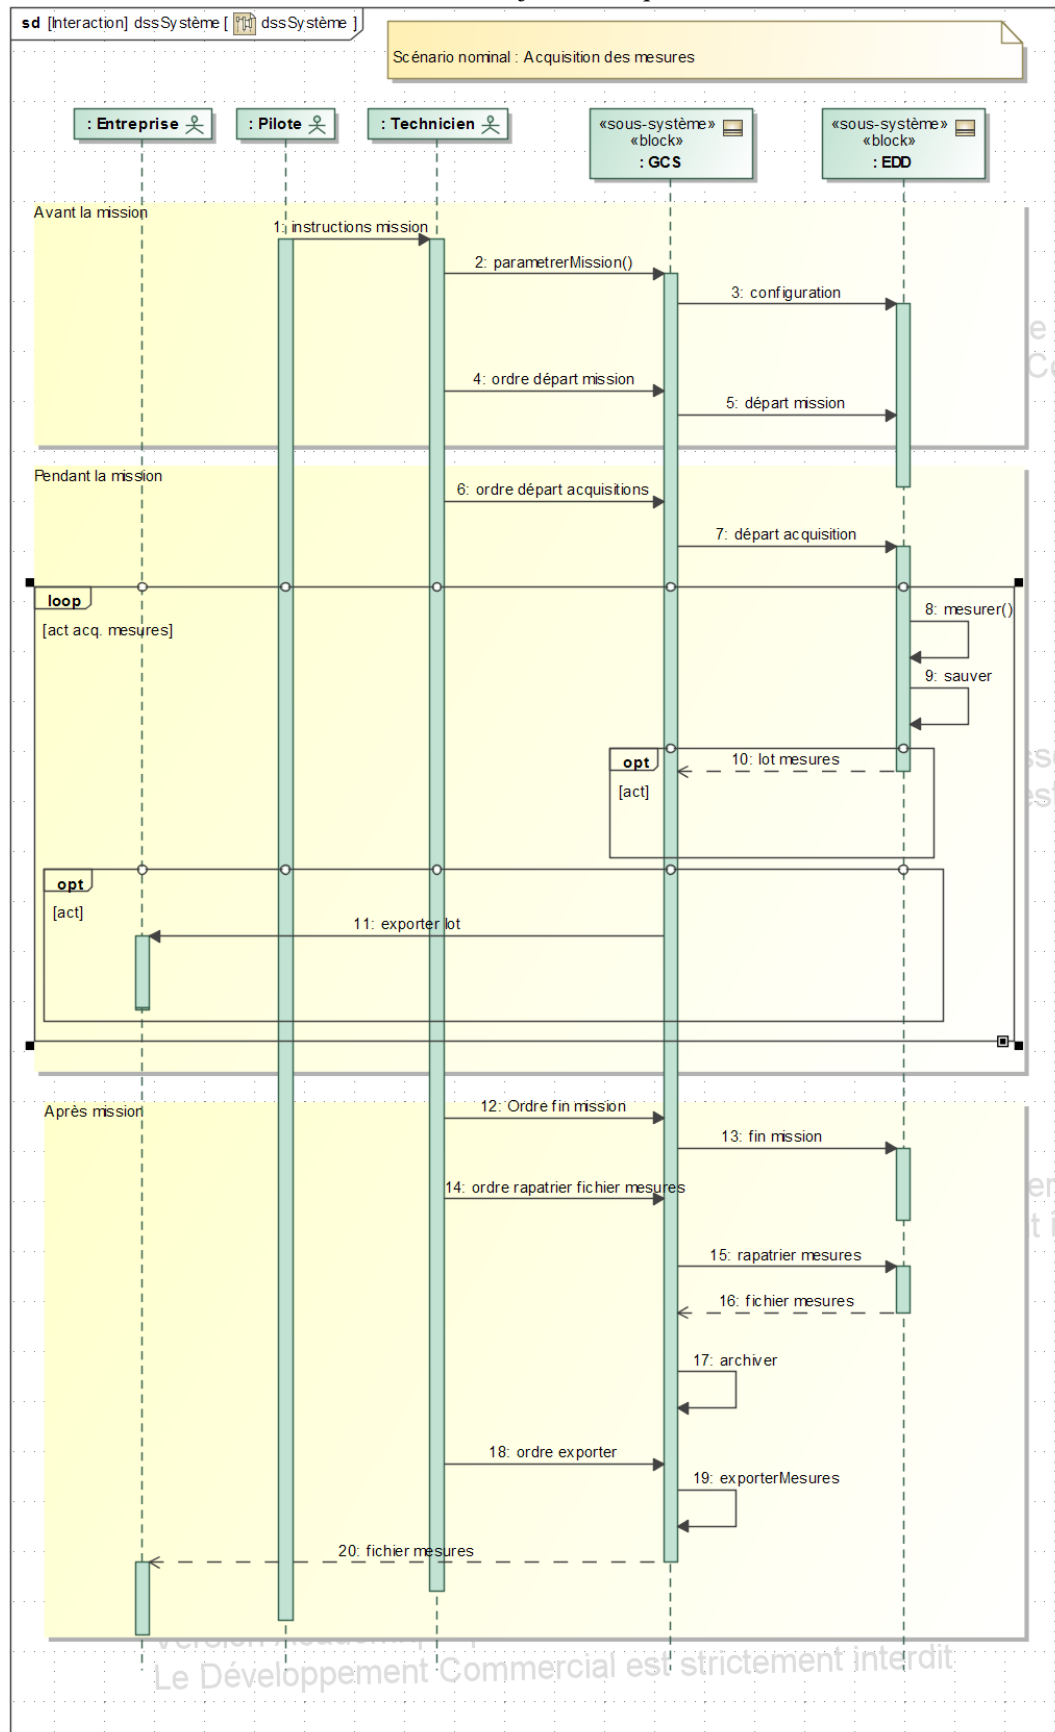 sd [Interaction] dssSystème [ dssSystème ]
Scénario nominal : Acquisition des mesures
: Entreprise
: Pilote
: Technicien
«sous-système»
«block»
: GCS
«sous-système»
«block»
: EDD
Avant la mission
1: instructions mission
2: parametrerMission()
3: configuration
4: ordre départ mission
5: départ mission
Pendant la mission
6: ordre départ acquisitions
7: départ acquisition
loop
[act acq. mesures]
8: mesurer()
9: sauver
opt
10: lot mesures
[act]
opt
[act]
11: exporter lot
Après mission
12: Ordre fin mission
13: fin mission
14: ordre rapatrier fichier mesures
15: rapatrier mesures
16: fichier mesures
17: archiver
18: ordre exporter
19: exporterMesures
20: fichier mesures
Le Développement Commercial est strictement interdit